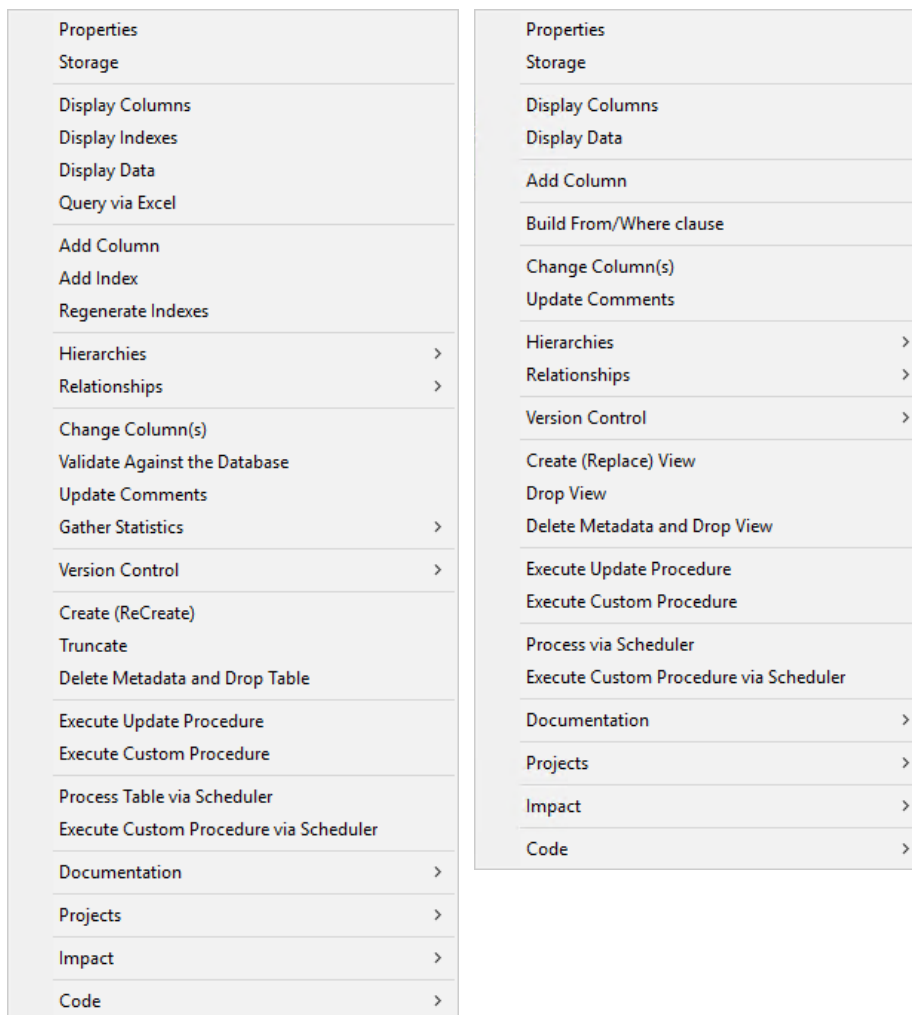 Properties
Storage
Display Columns
Display Indexes
Display Data
Query via Excel
Add Column
Add Index
Regenerate Indexes
Hierarchies
Relationships
Change Column(s)
Validate Against the Database
Update Comments
Gather Statistics
Version Control
Create (ReCreate)
Truncate
Delete Metadata and Drop Table
Execute Update Procedure
Execute Custom Procedure
Process Table via Scheduler
Execute Custom Procedure via Scheduler
Documentation
Projects
Impact
Code
Properties
Storage
Display Columns
Display Data
Add Column
Build From/Where clause
Change Column(s)
Update Comments
Hierarchies
Relationships
Version Control
Create (Replace) View
Drop View
Delete Metadata and Drop View
Execute Update Procedure
Execute Custom Procedure
Process via Scheduler
Execute Custom Procedure via Scheduler
Documentation
Projects
Impact
Code